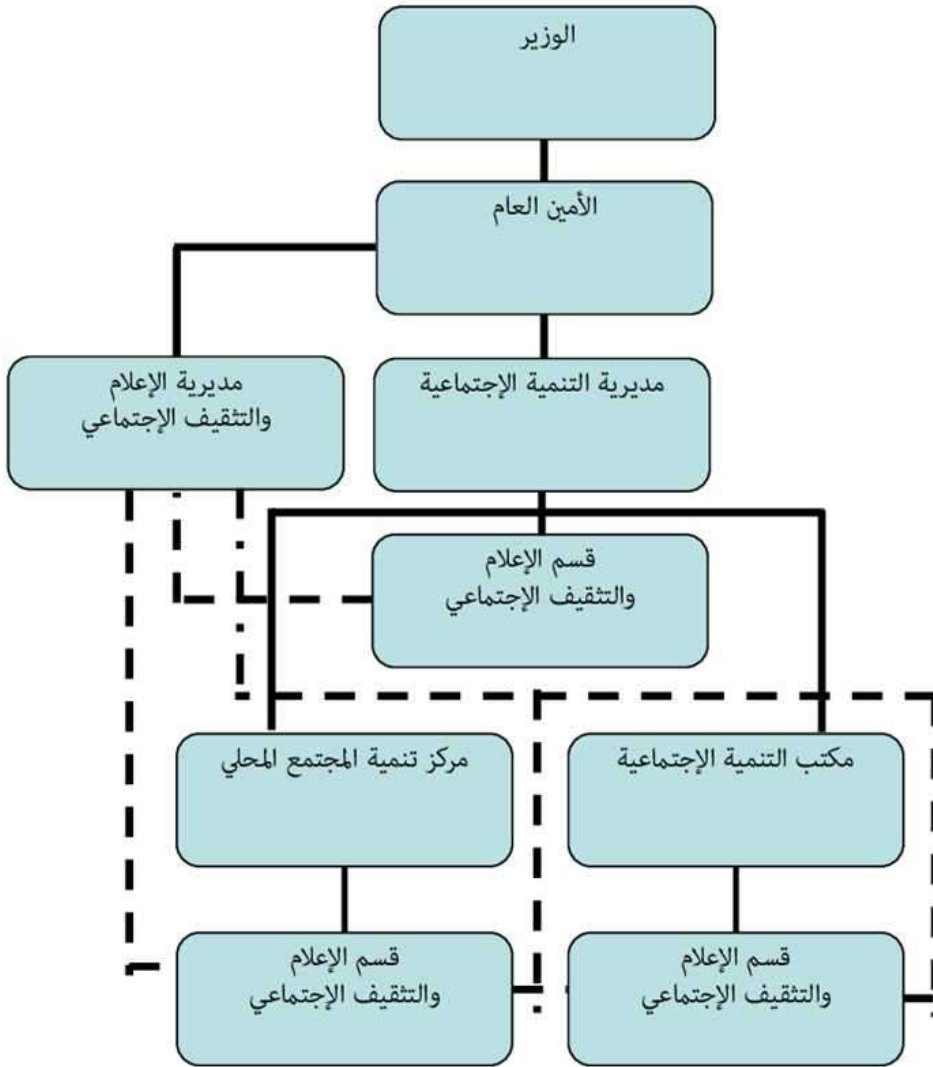 الوزير
الأمين العام
مديرية التنمية الإجتماعية
مديرية الإعلام
والتثقيف الإجتماعي
قسم الإعلام
والتثقيف الإجتماعي
مكتب التنمية الإجتماعية
مركز تنمية المجتمع المحلي
قسم الإعلام
والتثقيف الإجتماعي
قسم الإعلام
والتثقيف الإجتماعي